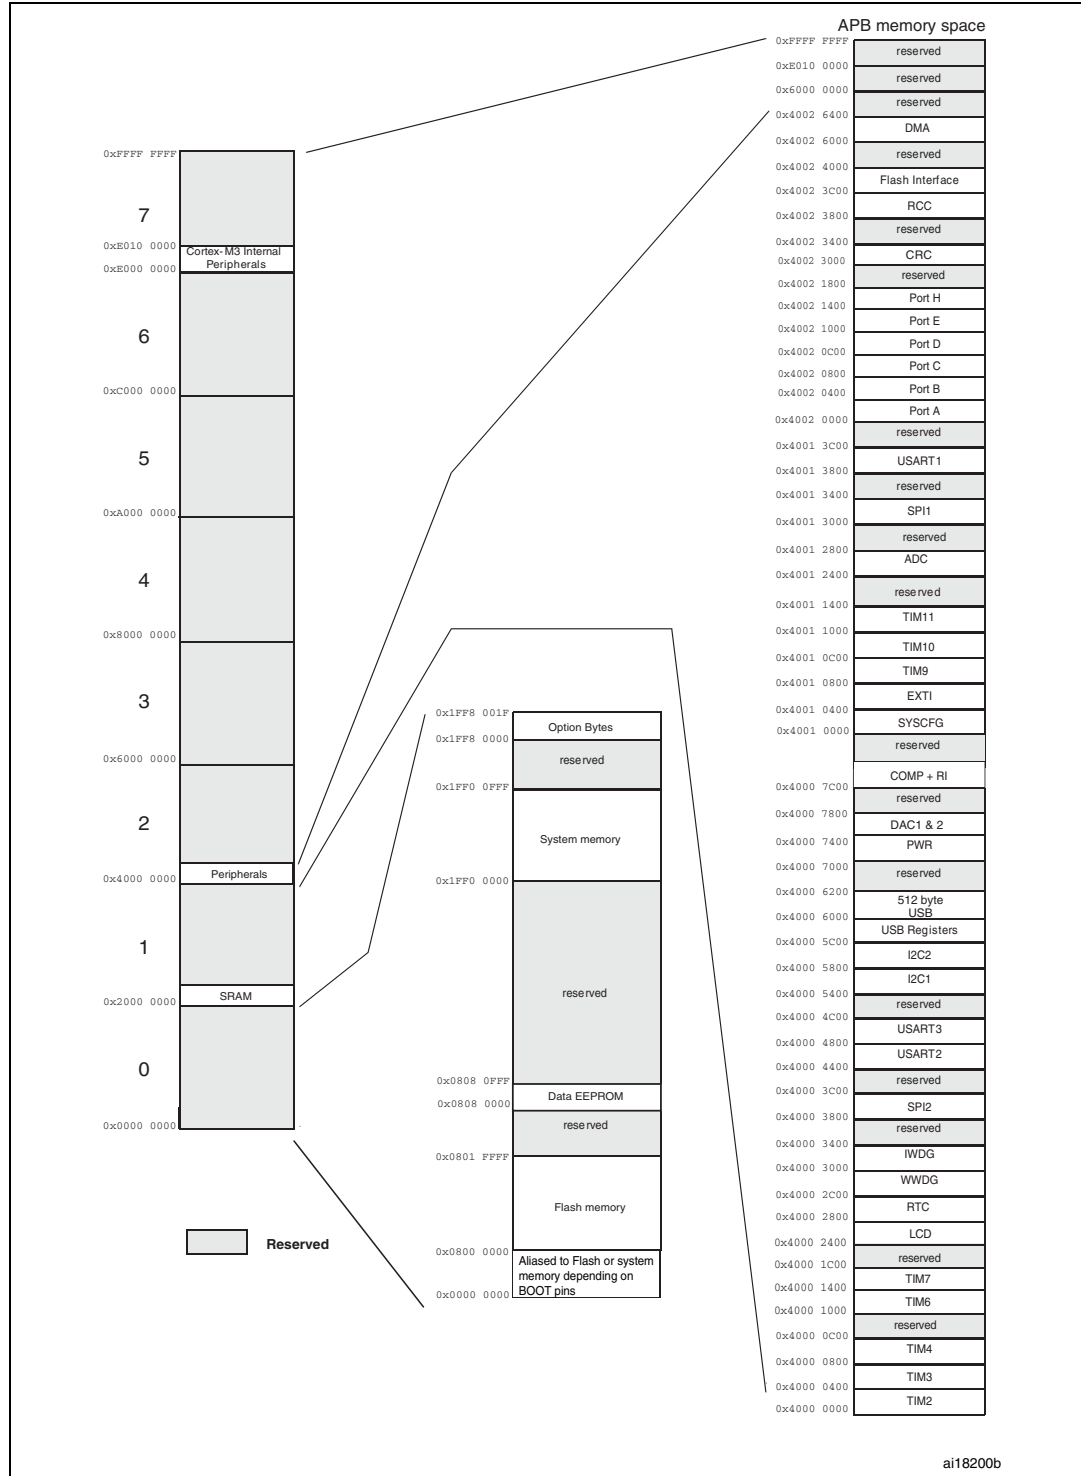 0xFFFF FFFF
7
0xE010 0000
Cortex-M3 Internal
Peripherals
0xE000 0000
6
0xC000 0000
5
0xA000 0000
4
0x8000 0000
3
0x6000 0000
2
Peripherals
0x4000 0000
1
SRAM
0x2000 0000
0
0x0000 0000
Reserved
0x1FF8 001F
Option Bytes
0x1FF8 0000
reserved
0x1FF0 0FFF
System memory
0x1FF0 0000
reserved
0x0808 0FFF
Data EEPROM
0x0808 0000
reserved
0x0801 FFFF
Flash memory
0x0800 0000
Aliased to Flash or system
memory depending on
BOOT pins
0x0000 0000
APB memory space
0xFFFF FFFF
reserved
0xE010 0000
reserved
0x6000 0000
reserved
0x4002 6400
DMA
0x4002 6000
reserved
0x4002 4000
Flash Interface
0x4002 3C00
RCC
0x4002 3800
reserved
0x4002 3400
CRC
0x4002 3000
reserved
0x4002 1800
Port H
0x4002 1400
Port E
0x4002 1000
Port D
0x4002 0C00
Port C
0x4002 0800
Port B
0x4002 0400
Port A
0x4002 0000
reserved
0x4001 3C00
USART1
0x4001 3800
reserved
0x4001 3400
SPI1
0x4001 3000
reserved
0x4001 2800
ADC
0x4001 2400
reserved
0x4001 1400
TIM11
0x4001 1000
TIM10
0x4001 0C00
TIM9
0x4001 0800
EXTI
0x4001 0400
SYSCFG
0x4001 0000
reserved
COMP + RI
0x4000 7C00
reserved
0x4000 7800
DAC1 & 2
0x4000 7400
PWR
0x4000 7000
reserved
0x4000 6200
512 byte
USB
0x4000 6000
USB Registers
0x4000 5C00
I2C2
0x4000 5800
I2C1
0x4000 5400
reserved
0x4000 4C00
USART3
0x4000 4800
USART2
0x4000 4400
reserved
0x4000 3C00
SPI2
0x4000 3800
reserved
0x4000 3400
IWDG
0x4000 3000
WWDG
0x4000 2C00
RTC
0x4000 2800
LCD
0x4000 2400
reserved
0x4000 1C00
TIM7
0x4000 1400
TIM6
0x4000 1000
reserved
0x4000 0C00
TIM4
0x4000 0800
TIM3
0x4000 0400
TIM2
0x4000 0000
ai18200b